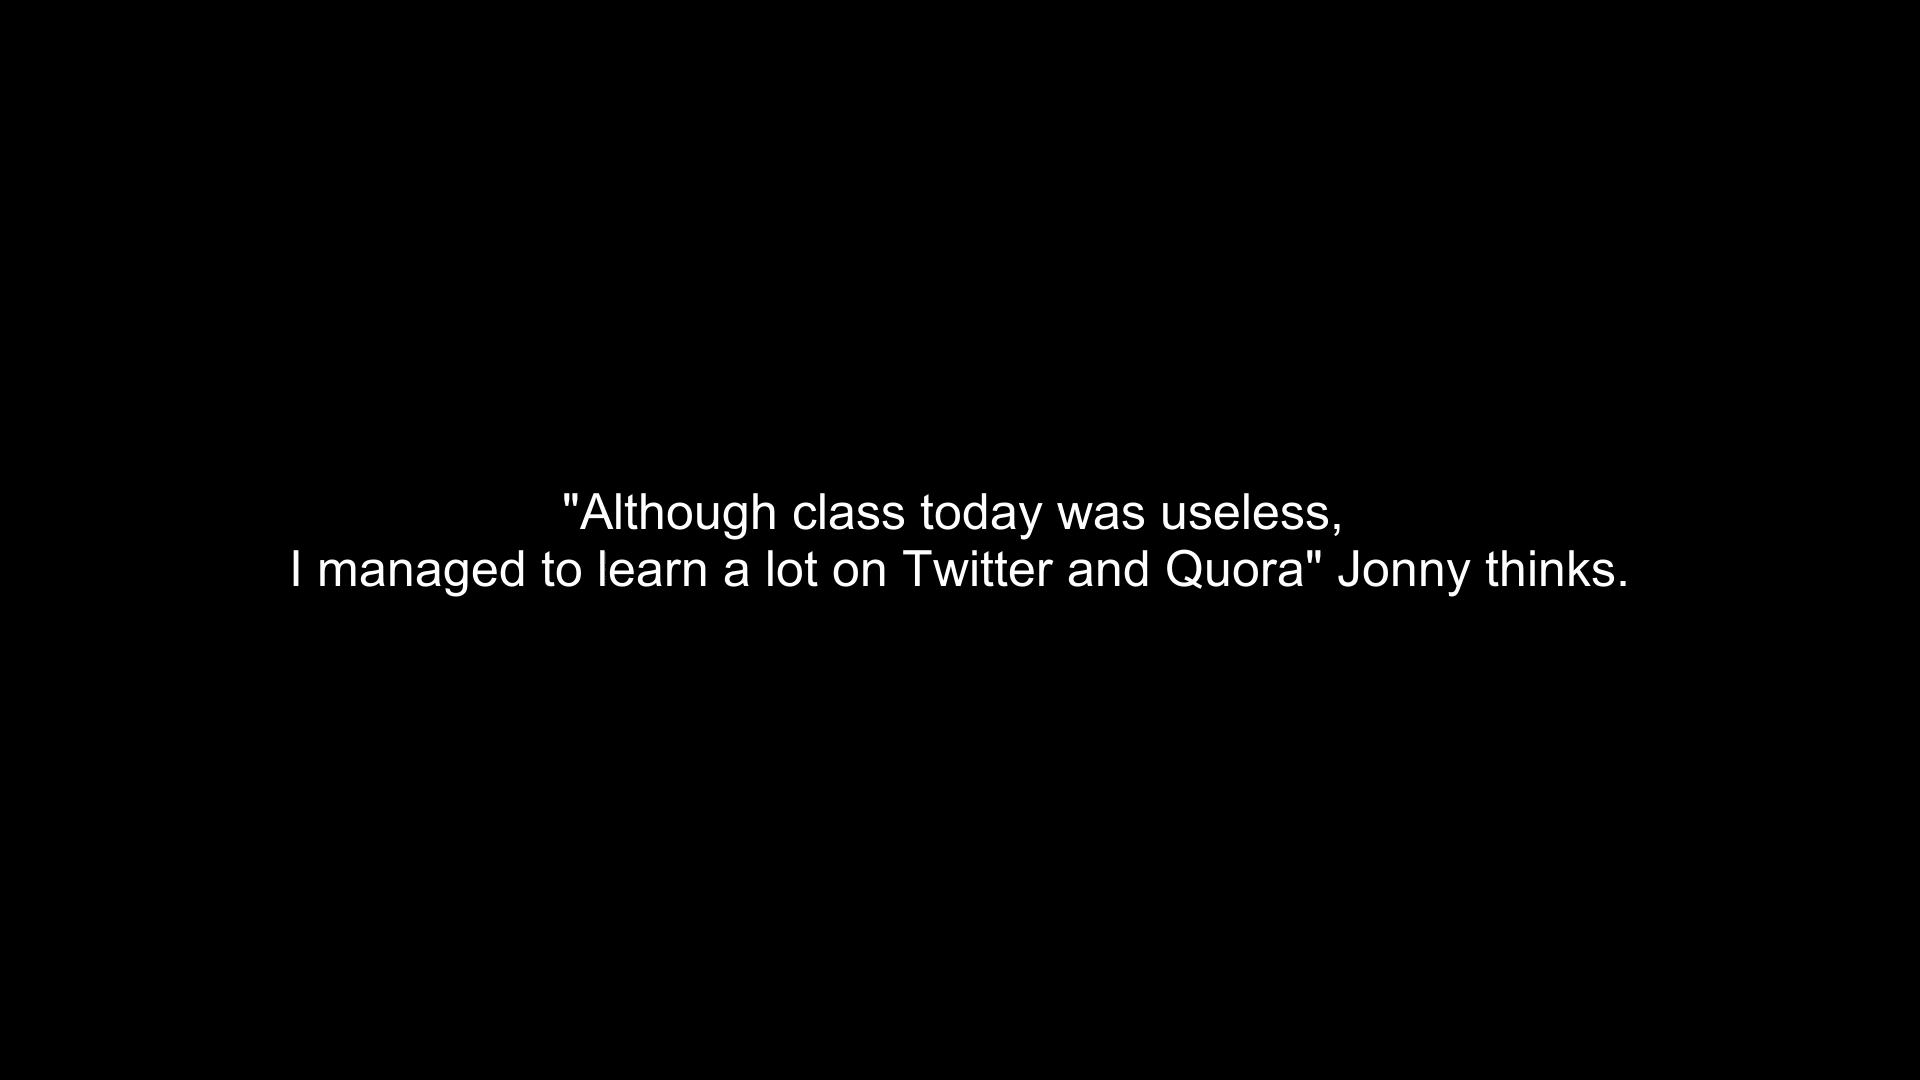 "Although class today was useless,
I managed to learn a lot on Twitter and Quora" Jonny thinks.